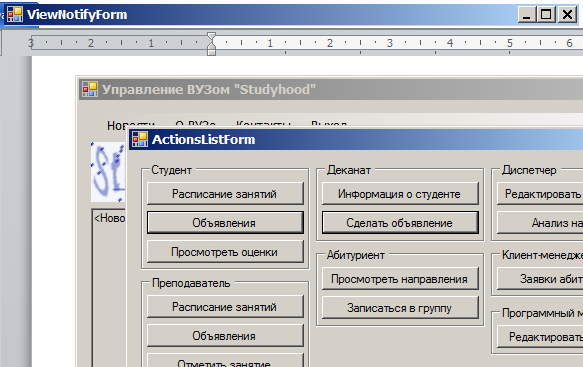 ViewNotifyForm
3 2 1 1 2 3 4 5 6
Управление ВУЗом "Studyhood"
Новости О ВУЗе Контакты Выход
ActionsListForm
Студент
Расписание занятий
Объявления
Просмотреть оценки
Преподаватель
Расписание занятий
Объявления
Отметить занятие
Деканат
Информация о студенте
Сделать объявление
Абитуриент
Просмотреть направления
Записаться в группу
Диспетчер
Редактировать
Анализ на
Клиент-менедже
Заявки абит
Программный м
Редактировать
<Ново